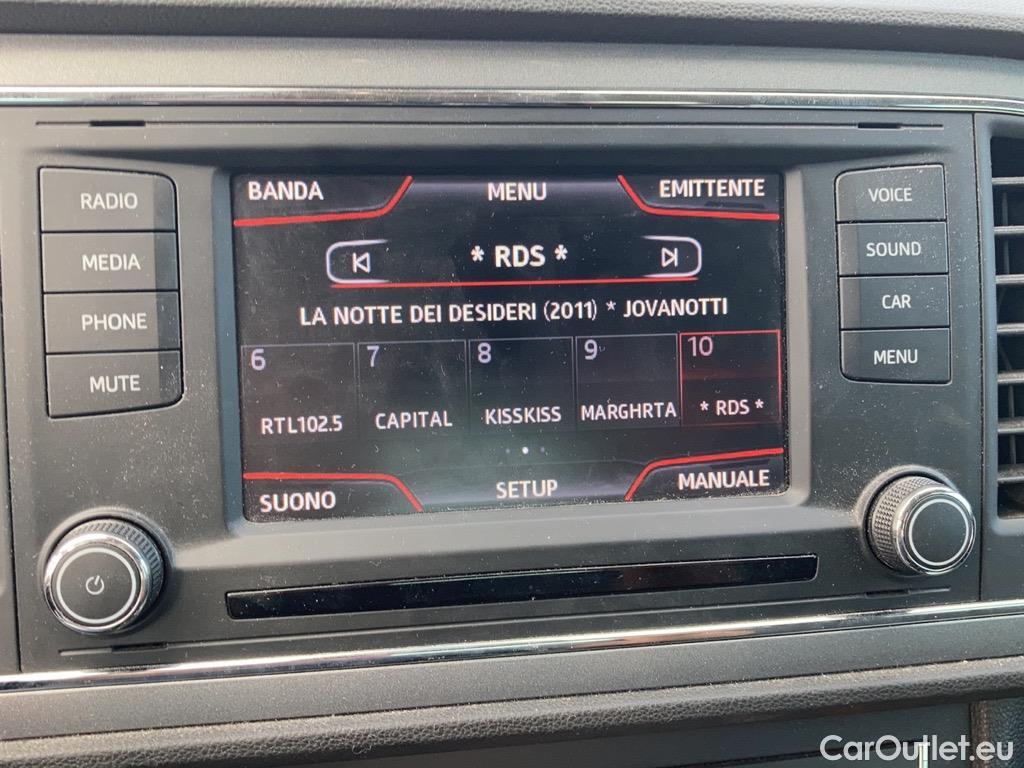 RADIO
MEDIA
PHONE
MUTE
BANDA MENU EMITTENTE
* RDS *
LA NOTTE DEI DESIDERI (2011) * JOVANOTTI
6 7 8 9 10
RTL102.5 CAPITAL KISSKISS MARGHRTA * RDS *
SUONO SETUP MANUALE
VOICE
SOUND
CAR
MENU
CarOutlet.eu